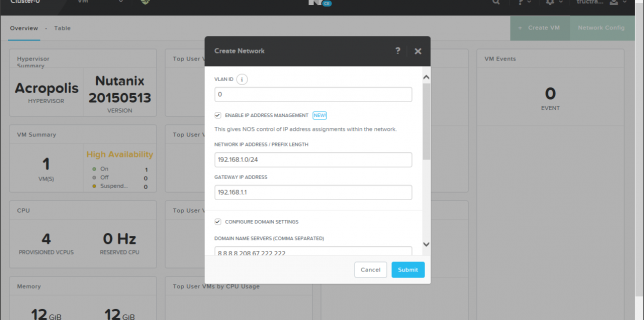 Cluster-0
VM
Overview · Table
+ Create VM
Network Config
Hypervisor
Summary
Acropolis
HYPERVISOR
Nutanix
20150513
VERSION
VM Summary
1
VM(S)
High Availability
On 1
Off 0
Suspend... 0
CPU
4
PROVISIONED VCPUS
0 Hz
RESERVED CPU
Memory
12 GiB
12 GiB
Top User V
Top User V
Top User V
Top User VMs by CPU Usage
VM Events
0
EVENT
Create Network
?
VLAN ID
0
ENABLE IP ADDRESS MANAGEMENT NEW!
This gives NOS control of IP address assignments within the network.
NETWORK IP ADDRESS / PREFIX LENGTH
192.168.1.0/24
GATEWAY IP ADDRESS
192.168.1.1
CONFIGURE DOMAIN SETTINGS
DOMAIN NAME SERVERS (COMMA SEPARATED)
8.8.8.8,208.67.222.222
Cancel
Submit